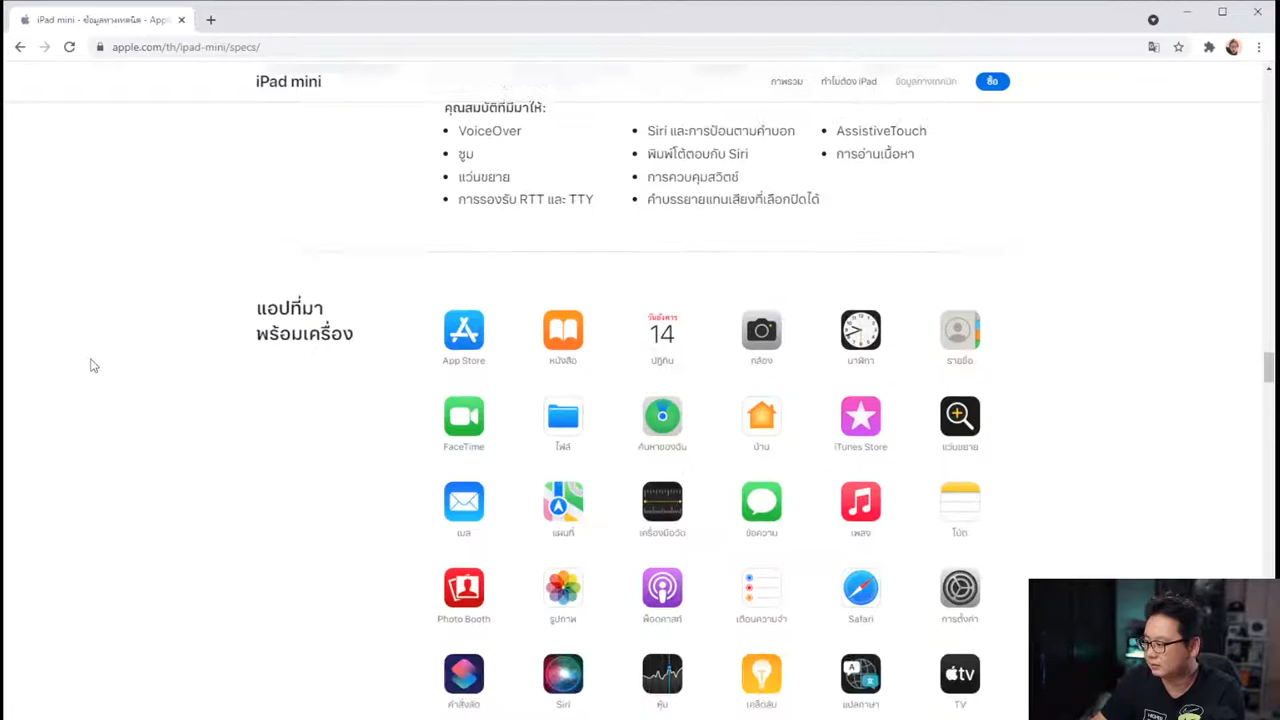 iPad mini - ข้อมูลทางเทคนิค - Appl
apple.com/th/ipad-mini/specs/
iPad mini
ภาพรวม ทำไมต้อง iPad ข้อมูลทางเทคนิค ซื้อ
คุณสมบัติที่มีมาให้:
VoiceOver
ซูม
แว่นขยาย
การรองรับ RTT และ TTY
Siri และการป้อนตามคำบอก
พิมพ์โต้ตอบกับ Siri
การควบคุมสวิตช์
คำบรรยายแทนเสียงที่เลือกปิดได้
AssistiveTouch
การอ่านเนื้อหา
แอปที่มา
พร้อมเครื่อง
วันอังคาร
14
App Store หนังสือ ปฏิทิน กล้อง นาฬิกา รายชื่อ
FaceTime ไฟล์ ค้นหาของฉัน บ้าน iTunes Store แว่นขยาย
เมล แผนที่ เครื่องมือวัด ข้อความ เพลง โน้ต
Photo Booth รูปภาพ พ็อดคาสท์ เตือนความจำ Safari การตั้งค่า
tv
คำสั่งลัด Siri หุ้น เคล็ดลับ แปลภาษา TV